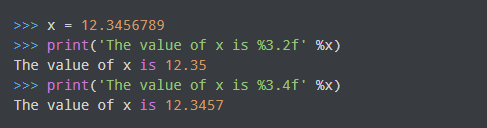 >>> x = 12.3456789
>>> print('The value of x is %3.2f' %x)
The value of x is 12.35
>>> print('The value of x is %3.4f' %x)
The value of x is 12.3457